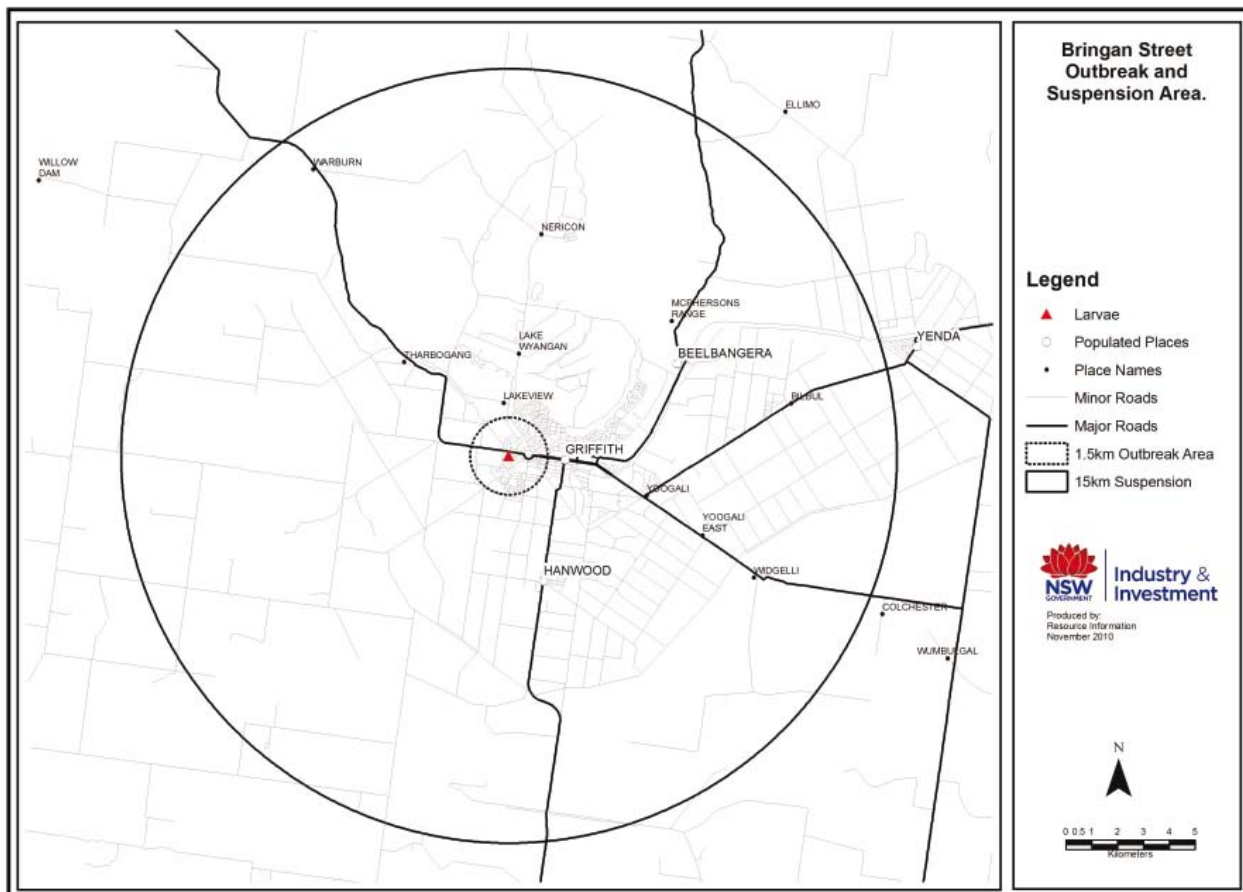 Bringan Street
Outbreak and
Suspension Area.
ELLIMO
WILLOW
DAM
WARBURN
NERICON
MCPHERSONS
RANGE
LAKE
WYANGAN
BEELBANGERA
YENDA
THARBOGANG
LAKEVIEW
BILBUL
GRIFFITH
YOOGALI
YOOGALI
EAST
HANWOOD
WIDGELLI
COLCHESTER
WUMBULGAL
Legend
Larvae
Populated Places
Place Names
Minor Roads
Major Roads
1.5km Outbreak Area
15km Suspension
NSW
GOVERNMENT
Industry &
Investment
Produced by:
Resource Information
November 2010
N
0 0.5 1 2 3 4 5
Kilometers